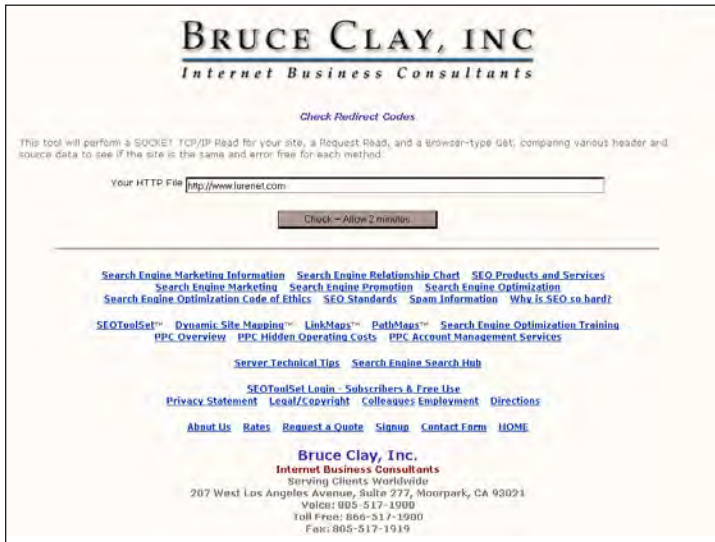 BRUCE CLAY, INC
Internet Business Consultants
Check Redirect Codes
This tool will perform a SOCKET TCP/IP Read for your site, a Request Read, and a Browser-type Get, comparing various header and
source data to see if the site is the same and error free for each method.
Your HTTP File http://www.lurenet.com
Check - Allow 2 minutes
Search Engine Marketing Information Search Engine Relationship Chart SEO Products and Services
Search Engine Marketing Search Engine Promotion Search Engine Optimization
Search Engine Optimization Code of Ethics SEO Standards Spam Information Why is SEO so hard?
SEOToolSet™ Dynamic Site Mapping™ LinkMaps™ PathMaps™ Search Engine Optimization Training
PPC Overview PPC Hidden Operating Costs PPC Account Management Services
Server Technical Tips Search Engine Search Hub
SEOToolSet Login - Subscribers & Free Use
Privacy Statement Legal/Copyright Colleagues Employment Directions
About Us Rates Request a Quote Signup Contact Form HOME
Bruce Clay, Inc.
Internet Business Consultants
Serving Clients Worldwide
207 West Los Angeles Avenue, Suite 277, Moorpark, CA 93021
Voice: 805-517-1900
Toll Free: 866-517-1900
Fax: 805-517-1919